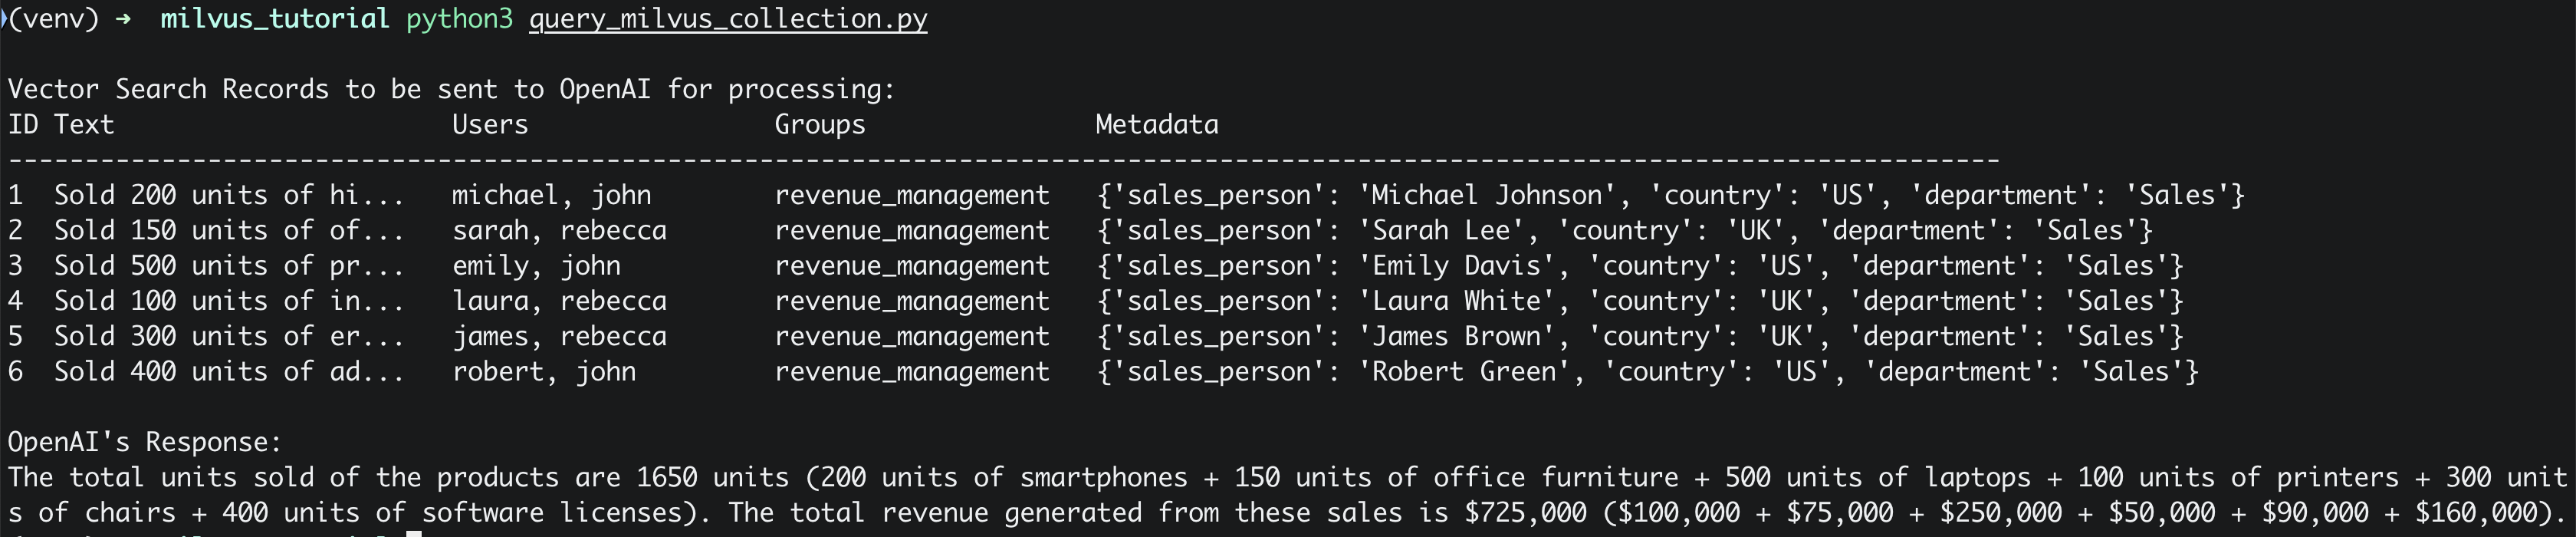 (venv) → milvus_tutorial python3 query_milvus_collection.py
Vector Search Records to be sent to OpenAI for processing:
ID Text Users Groups Metadata
----------------------------------------------------------------------------------------------------------------------------------
1 Sold 200 units of hi... michael, john revenue_management {'sales_person': 'Michael Johnson', 'country': 'US', 'department': 'Sales'}
2 Sold 150 units of of... sarah, rebecca revenue_management {'sales_person': 'Sarah Lee', 'country': 'UK', 'department': 'Sales'}
3 Sold 500 units of pr... emily, john revenue_management {'sales_person': 'Emily Davis', 'country': 'US', 'department': 'Sales'}
4 Sold 100 units of in... laura, rebecca revenue_management {'sales_person': 'Laura White', 'country': 'UK', 'department': 'Sales'}
5 Sold 300 units of er... james, rebecca revenue_management {'sales_person': 'James Brown', 'country': 'UK', 'department': 'Sales'}
6 Sold 400 units of ad... robert, john revenue_management {'sales_person': 'Robert Green', 'country': 'US', 'department': 'Sales'}
OpenAI's Response:
The total units sold of the products are 1650 units (200 units of smartphones + 150 units of office furniture + 500 units of laptops + 100 units of printers + 300 unit
s of chairs + 400 units of software licenses). The total revenue generated from these sales is $725,000 ($100,000 + $75,000 + $250,000 + $50,000 + $90,000 + $160,000).